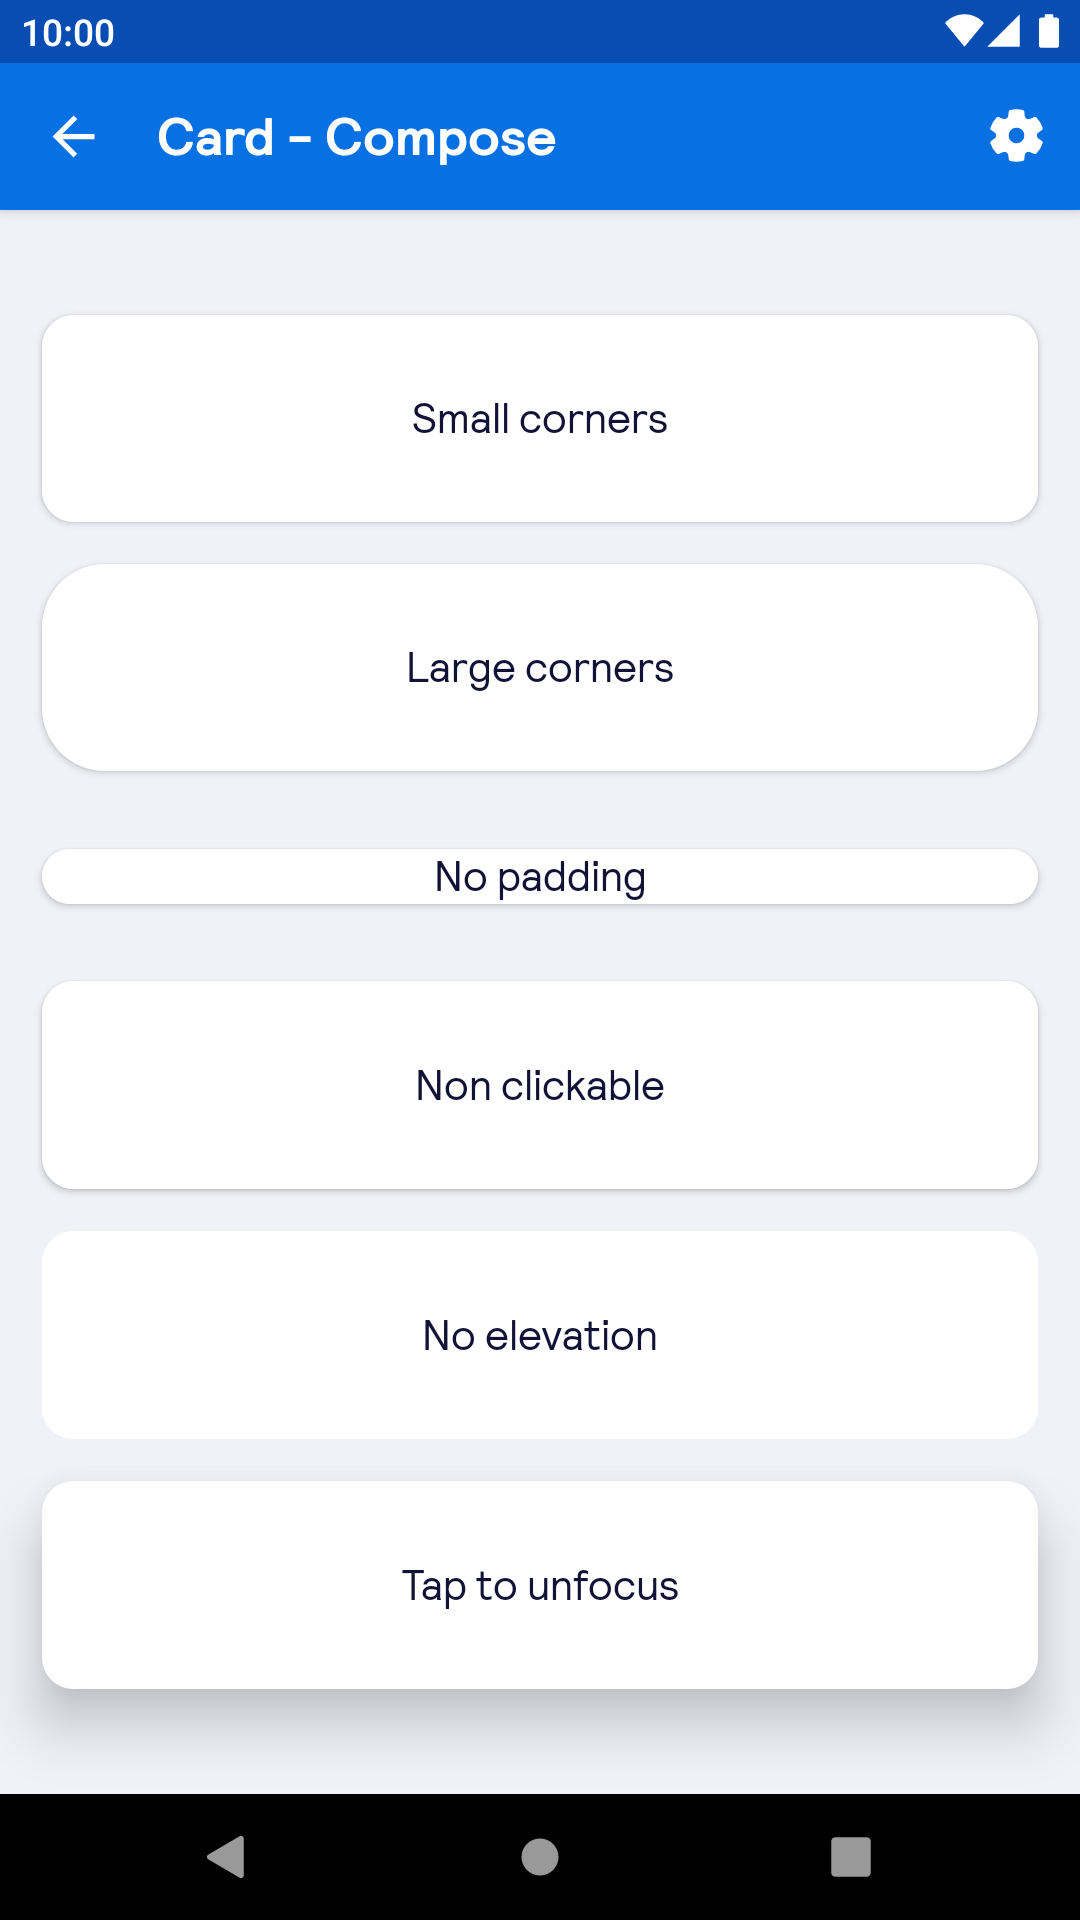 10:00
Card - Compose
Small corners
Large corners
No padding
Non clickable
No elevation
Tap to unfocus